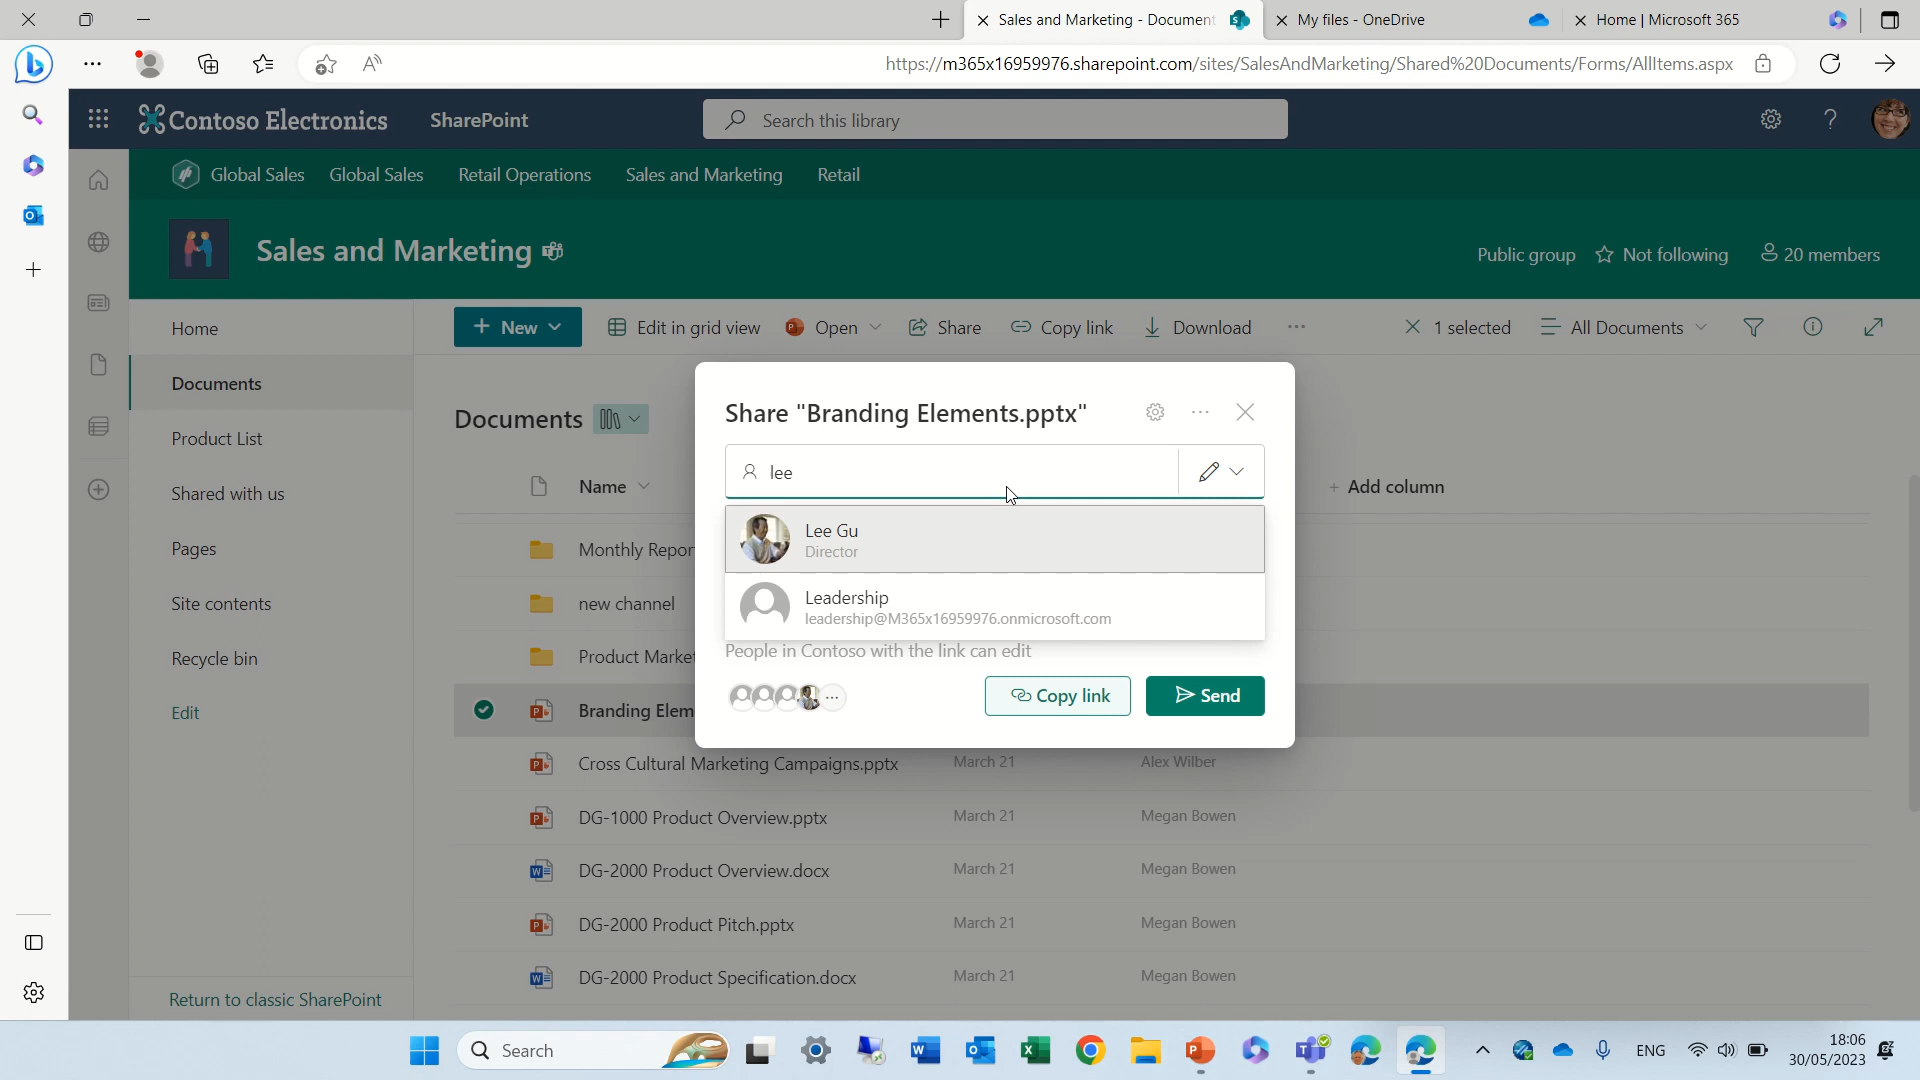 Sales and Marketing - Document
My files - OneDrive
Home | Microsoft 365
https://m365x16959976.sharepoint.com/sites/SalesAndMarketing/Shared%20Documents/Forms/AllItems.aspx
Contoso Electronics
SharePoint
Search this library
Global Sales
Global Sales
Retail Operations
Sales and Marketing
Retail
Sales and Marketing
Public group
Not following
20 members
Home
Documents
Product List
Shared with us
Pages
Site contents
Recycle bin
Edit
Return to classic SharePoint
+ New
Edit in grid view
Open
Share
Copy link
Download
1 selected
All Documents
Documents
Name
+ Add column
Monthly Repor
new channel
Product Market
Branding Elem
Cross Cultural Marketing Campaigns.pptx March 21 Alex Wilber
DG-1000 Product Overview.pptx March 21 Megan Bowen
DG-2000 Product Overview.docx March 21 Megan Bowen
DG-2000 Product Pitch.pptx March 21 Megan Bowen
DG-2000 Product Specification.docx March 21 Megan Bowen
Share "Branding Elements.pptx"
lee
Lee Gu
Director
Leadership
leadership@M365x16959976.onmicrosoft.com
People in Contoso with the link can edit
Copy link
Send
Search
ENG
18:06
30/05/2023